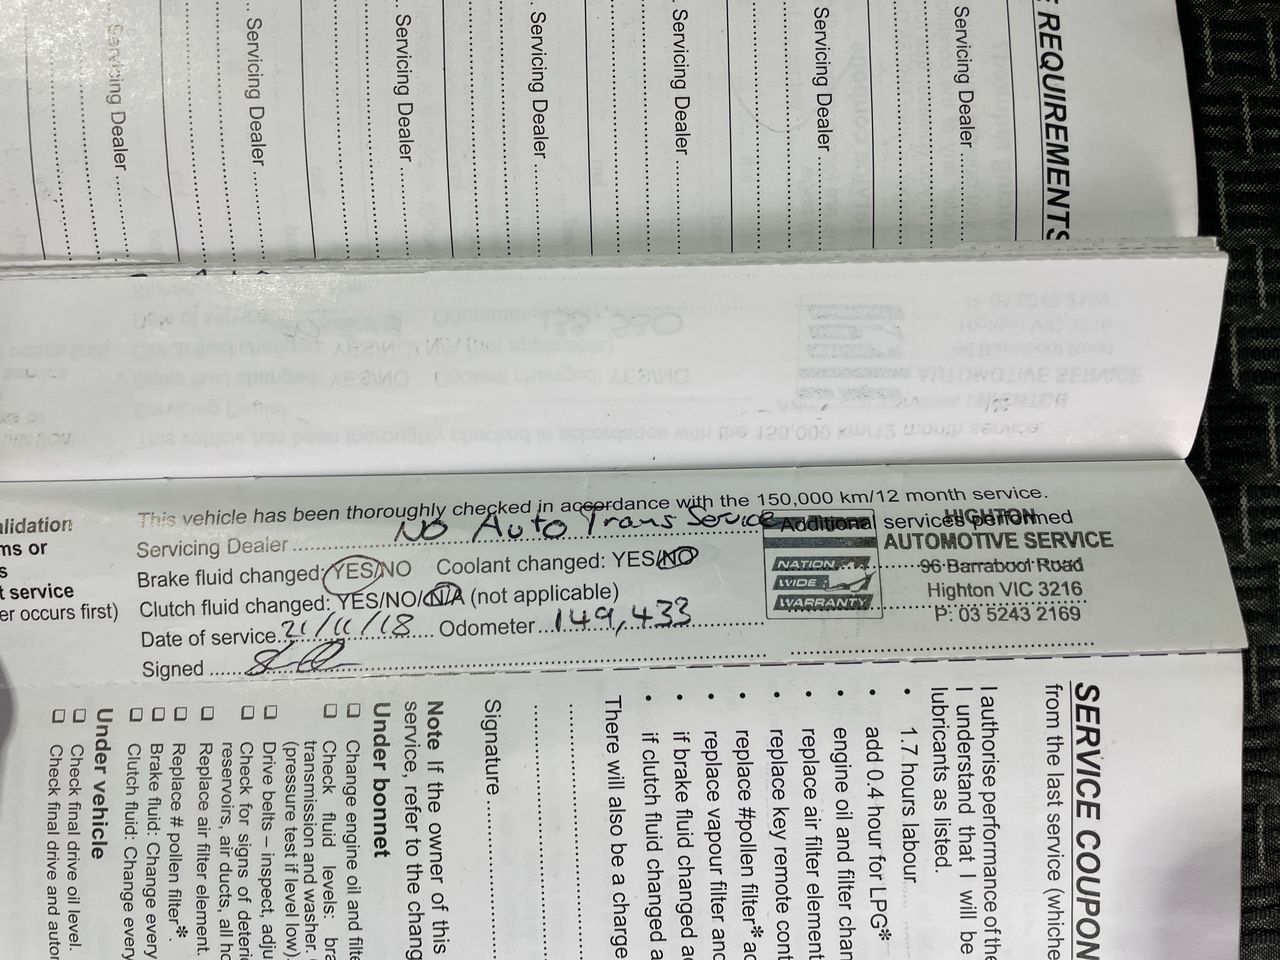 REQUIREMENTS
Servicing Dealer
Servicing Dealer
Servicing Dealer
Servicing Dealer
Servicing Dealer
Servicing Dealer
Servicing Dealer
This vehicle has been thoroughly checked in accordance with the 150,000 km/12 month service.
Servicing Dealer NO Auto Trans Service
Additional services performed
Brake fluid changed: YES/NO Coolant changed: YES/NO
Clutch fluid changed: YES/NO/N/A (not applicable)
Date of service 21/11/18 Odometer 149,433
Signed
HIGHTON
AUTOMOTIVE SERVICE
96 Barrabool Road
Highton VIC 3216
P: 03 5243 2169
NATION
WIDE
WARRANTY
alidation
ms or
s
t service
er occurs first)
SERVICE COUPON
from the last service (whiche
I authorise performance of the
I understand that I will be
lubricants as listed.
• 1.7 hours labour
• add 0.4 hour for LPG*
• engine oil and filter chan
• replace air filter element
• replace key remote cont
• replace #pollen filter* ac
• replace vapour filter and
• if brake fluid changed a
• if clutch fluid changed a
There will also be a charge
Signature
Note If the owner of this
service, refer to the chang
Under bonnet
❏ Change engine oil and filte
❏ Check fluid levels: bra
transmission and washer.
(pressure test if level low).
❏ Drive belts – inspect, adju
❏ Check for signs of deterio
reservoirs, air ducts, all ho
❏ Replace air filter element.
❏ Replace # pollen filter*.
❏ Brake fluid: Change every
❏ Clutch fluid: Change every
Under vehicle
❏ Check final drive oil level.
❏ Check final drive and autor